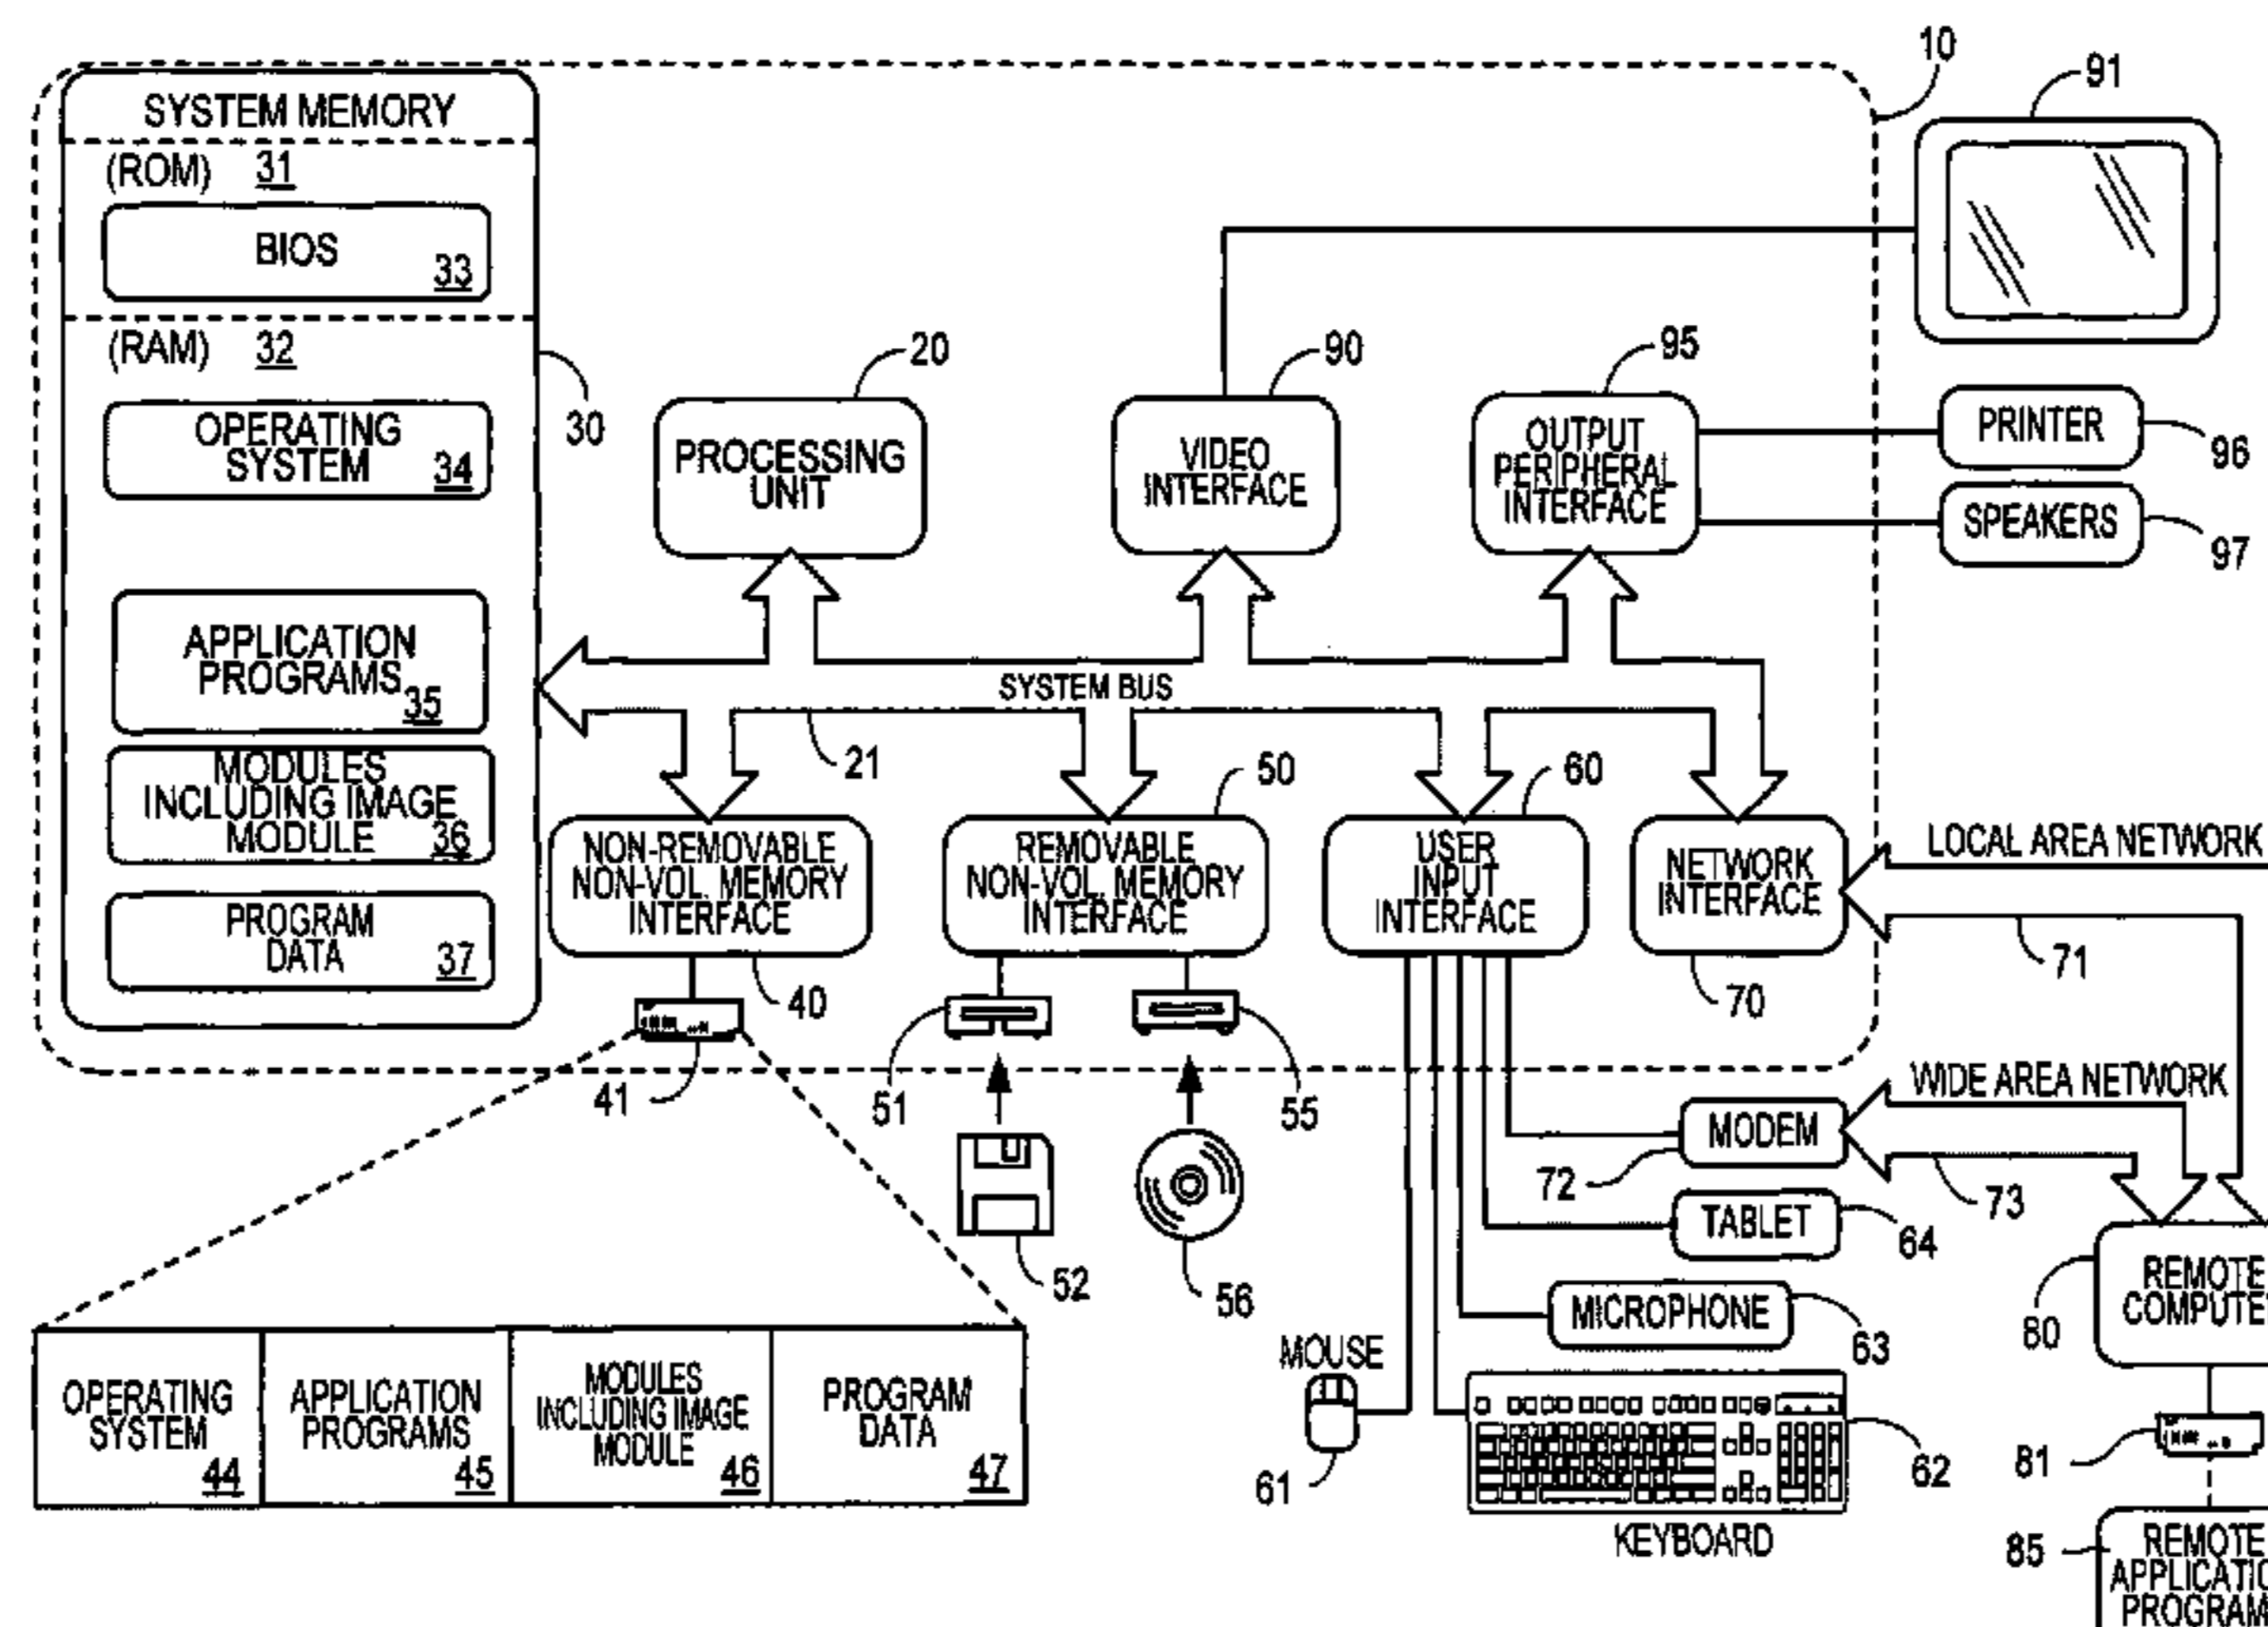 10
91
SYSTEM MEMORY
(ROM) 31
BIOS
33
(RAM) 32
30
OPERATING
SYSTEM 34
APPLICATION
PROGRAMS
35
MODULES
INCLUDING IMAGE
MODULE 36
PROGRAM
DATA 37
20
PROCESSING
UNIT
90
VIDEO
INTERFACE
95
OUTPUT
PERIPHERAL
INTERFACE
PRINTER
96
SPEAKERS
97
SYSTEM BUS
21
NON-REMOVABLE
NON-VOL. MEMORY
INTERFACE
40
41
50
REMOVABLE
NON-VOL. MEMORY
INTERFACE
51
55
52
56
60
USER
INPUT
INTERFACE
NETWORK
INTERFACE
70
LOCAL AREA NETWORK
71
WIDE AREA NETWORK
MODEM
72
73
TABLET
64
MICROPHONE
63
MOUSE
61
62
KEYBOARD
80
REMOTE
COMPUTE
81
85
REMOTE
APPLICATIO
PROGRAM
OPERATING
SYSTEM
44
APPLICATION
PROGRAMS
45
MODULES
INCLUDING IMAGE
MODULE
46
PROGRAM
DATA
47